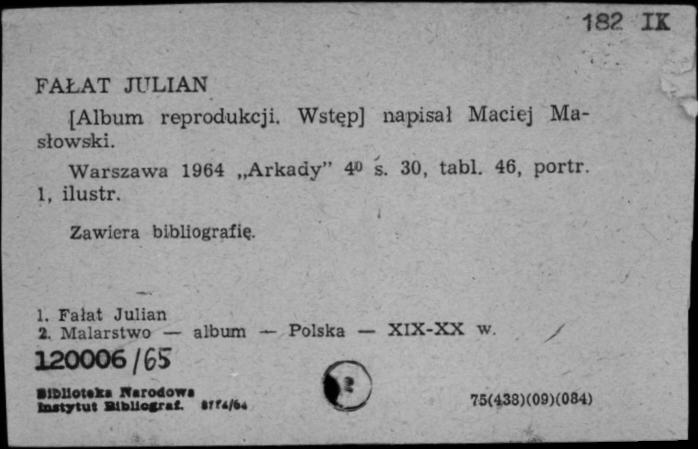 182 IK
FAŁAT JULIAN
[Album reprodukcji. Wstęp] napisał Maciej Ma-
słowski.
Warszawa 1964 „Arkady” 4⁰ s. 30, tabl. 46, portr.
1, ilustr.
Zawiera bibliografię.
1. Fałat Julian
2. Malarstwo — album — Polska — XIX-XX w.
120006/65
2
Biblioteka Narodowa
Instytut Bibliograf.
75(438)(09)(084)